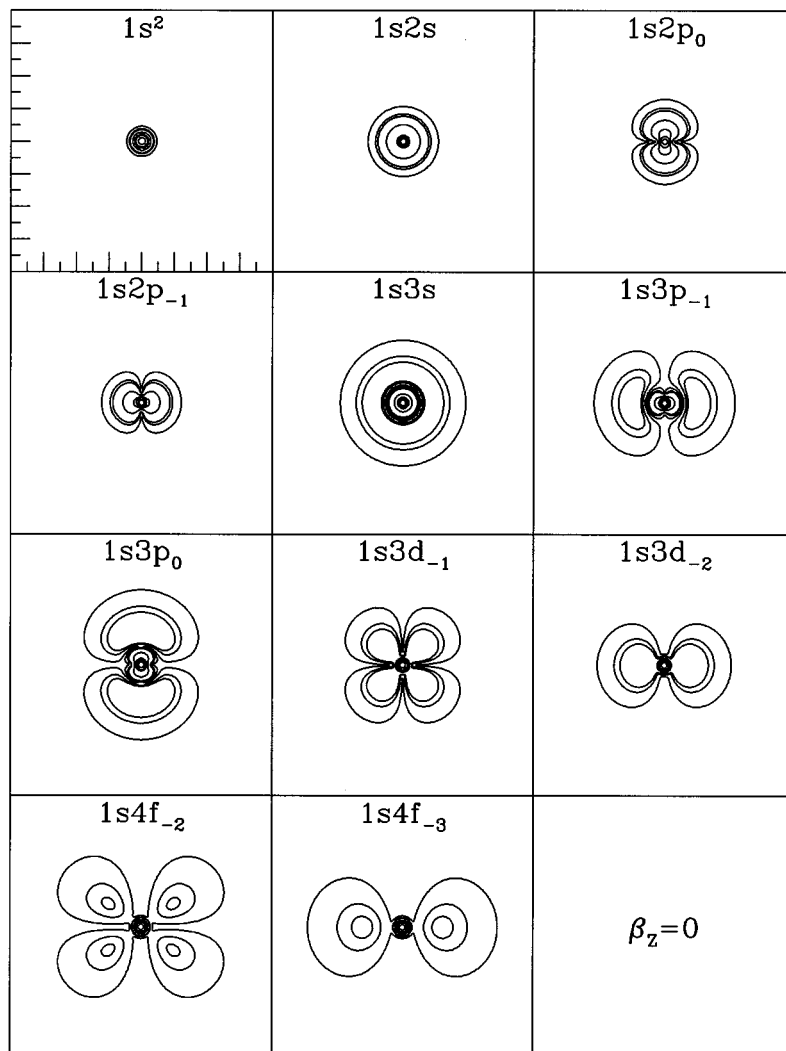 1s²
1s2s
1s2p₀
1s2p₋₁
1s3s
1s3p₋₁
1s3p₀
1s3d₋₁
1s3d₋₂
1s4f₋₂
1s4f₋₃
β_Z=0